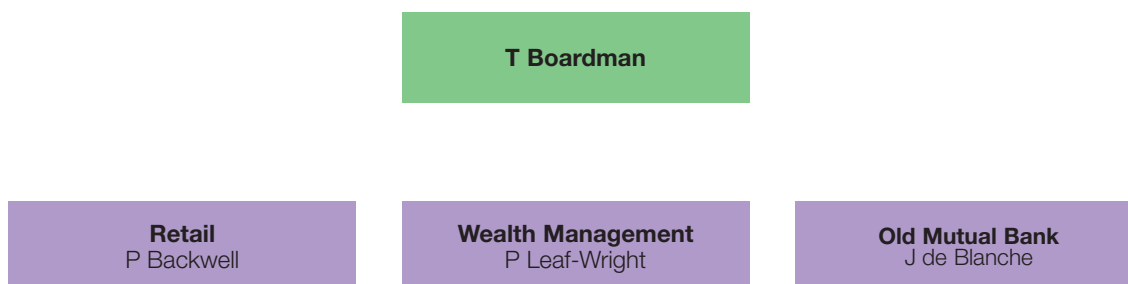 T Boardman
Retail
P Backwell
Wealth Management
P Leaf-Wright
Old Mutual Bank
J de Blanche